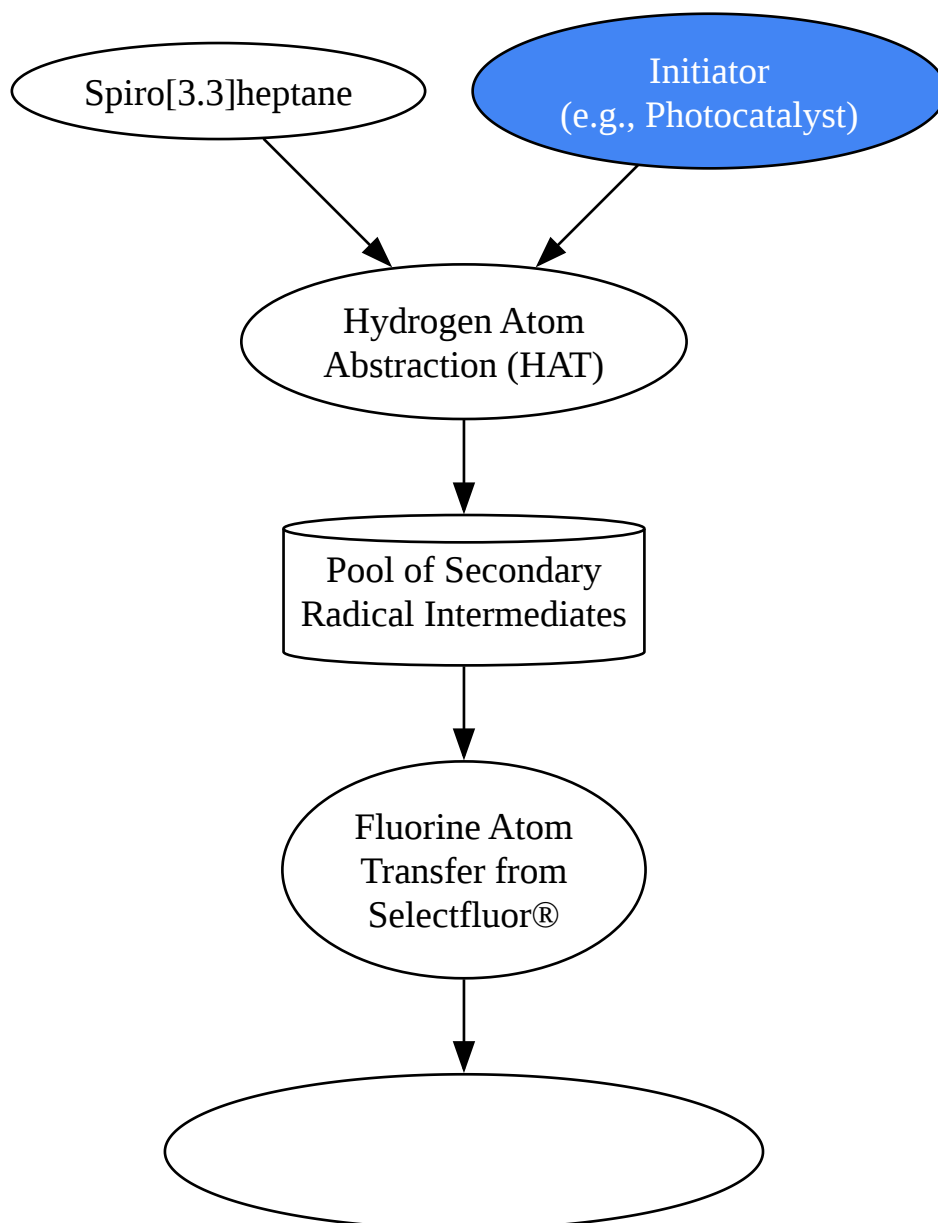 Spiro[3.3]heptane
Initiator
(e.g., Photocatalyst)
Hydrogen Atom
Abstraction (HAT)
Pool of Secondary
Radical Intermediates
Fluorine Atom
Transfer from
Selectfluor®